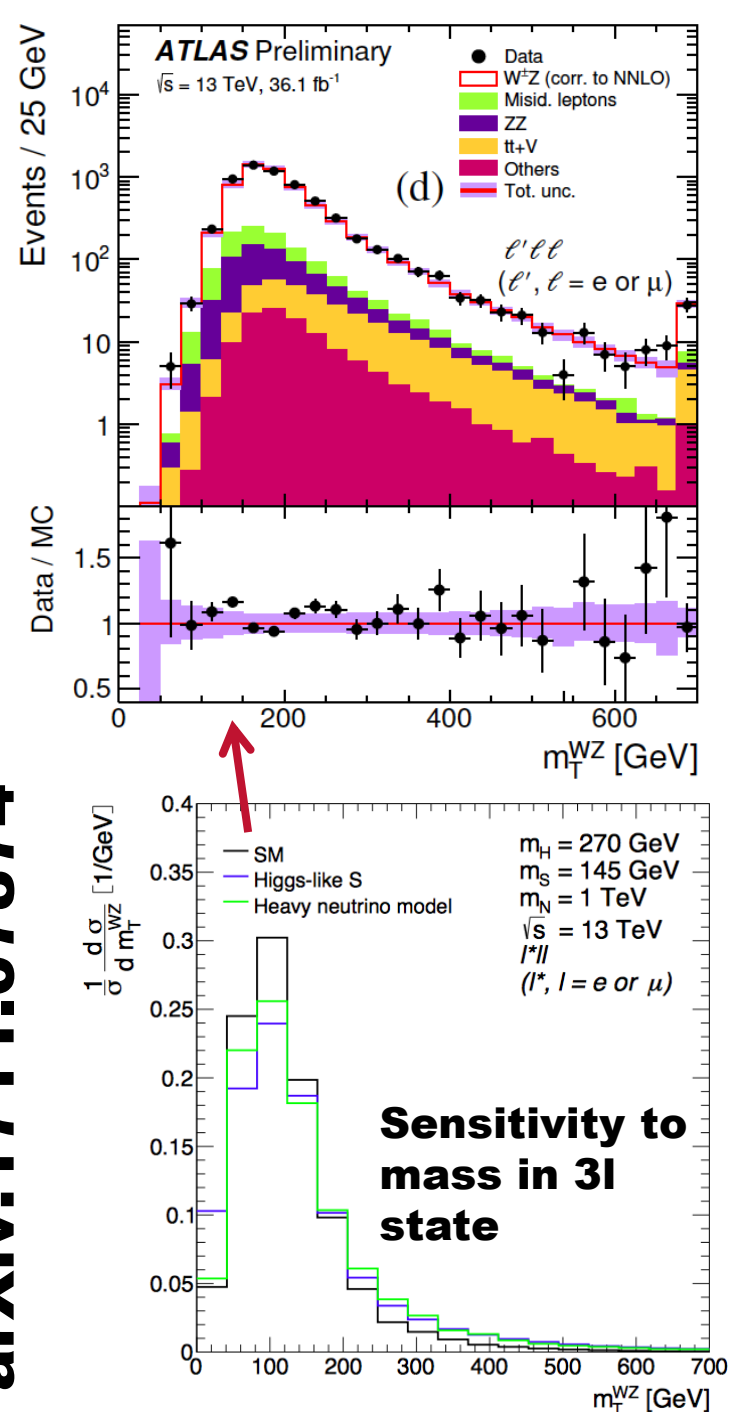 ATLAS Preliminary
√s = 13 TeV, 36.1 fb⁻¹
Data
W±Z (corr. to NNLO)
Misid. leptons
ZZ
tt+V
Others
Tot. unc.
(d)
ℓ'ℓℓ
(ℓ', ℓ = e or μ)
Events / 25 GeV
10⁴
10³
10²
10
1
Data / MC
1.5
1
0.5
0 200 400 600
m_T^WZ [GeV]
1/σ dσ/d m_T^WZ [1/GeV]
0.4
0.35
0.3
0.25
0.2
0.15
0.1
0.05
0
SM
Higgs-like S
Heavy neutrino model
m_H = 270 GeV
m_S = 145 GeV
m_N = 1 TeV
√s = 13 TeV
l*ll
(l*, l = e or μ)
Sensitivity to
mass in 3l
state
0 100 200 300 400 500 600 700
m_T^WZ [GeV]